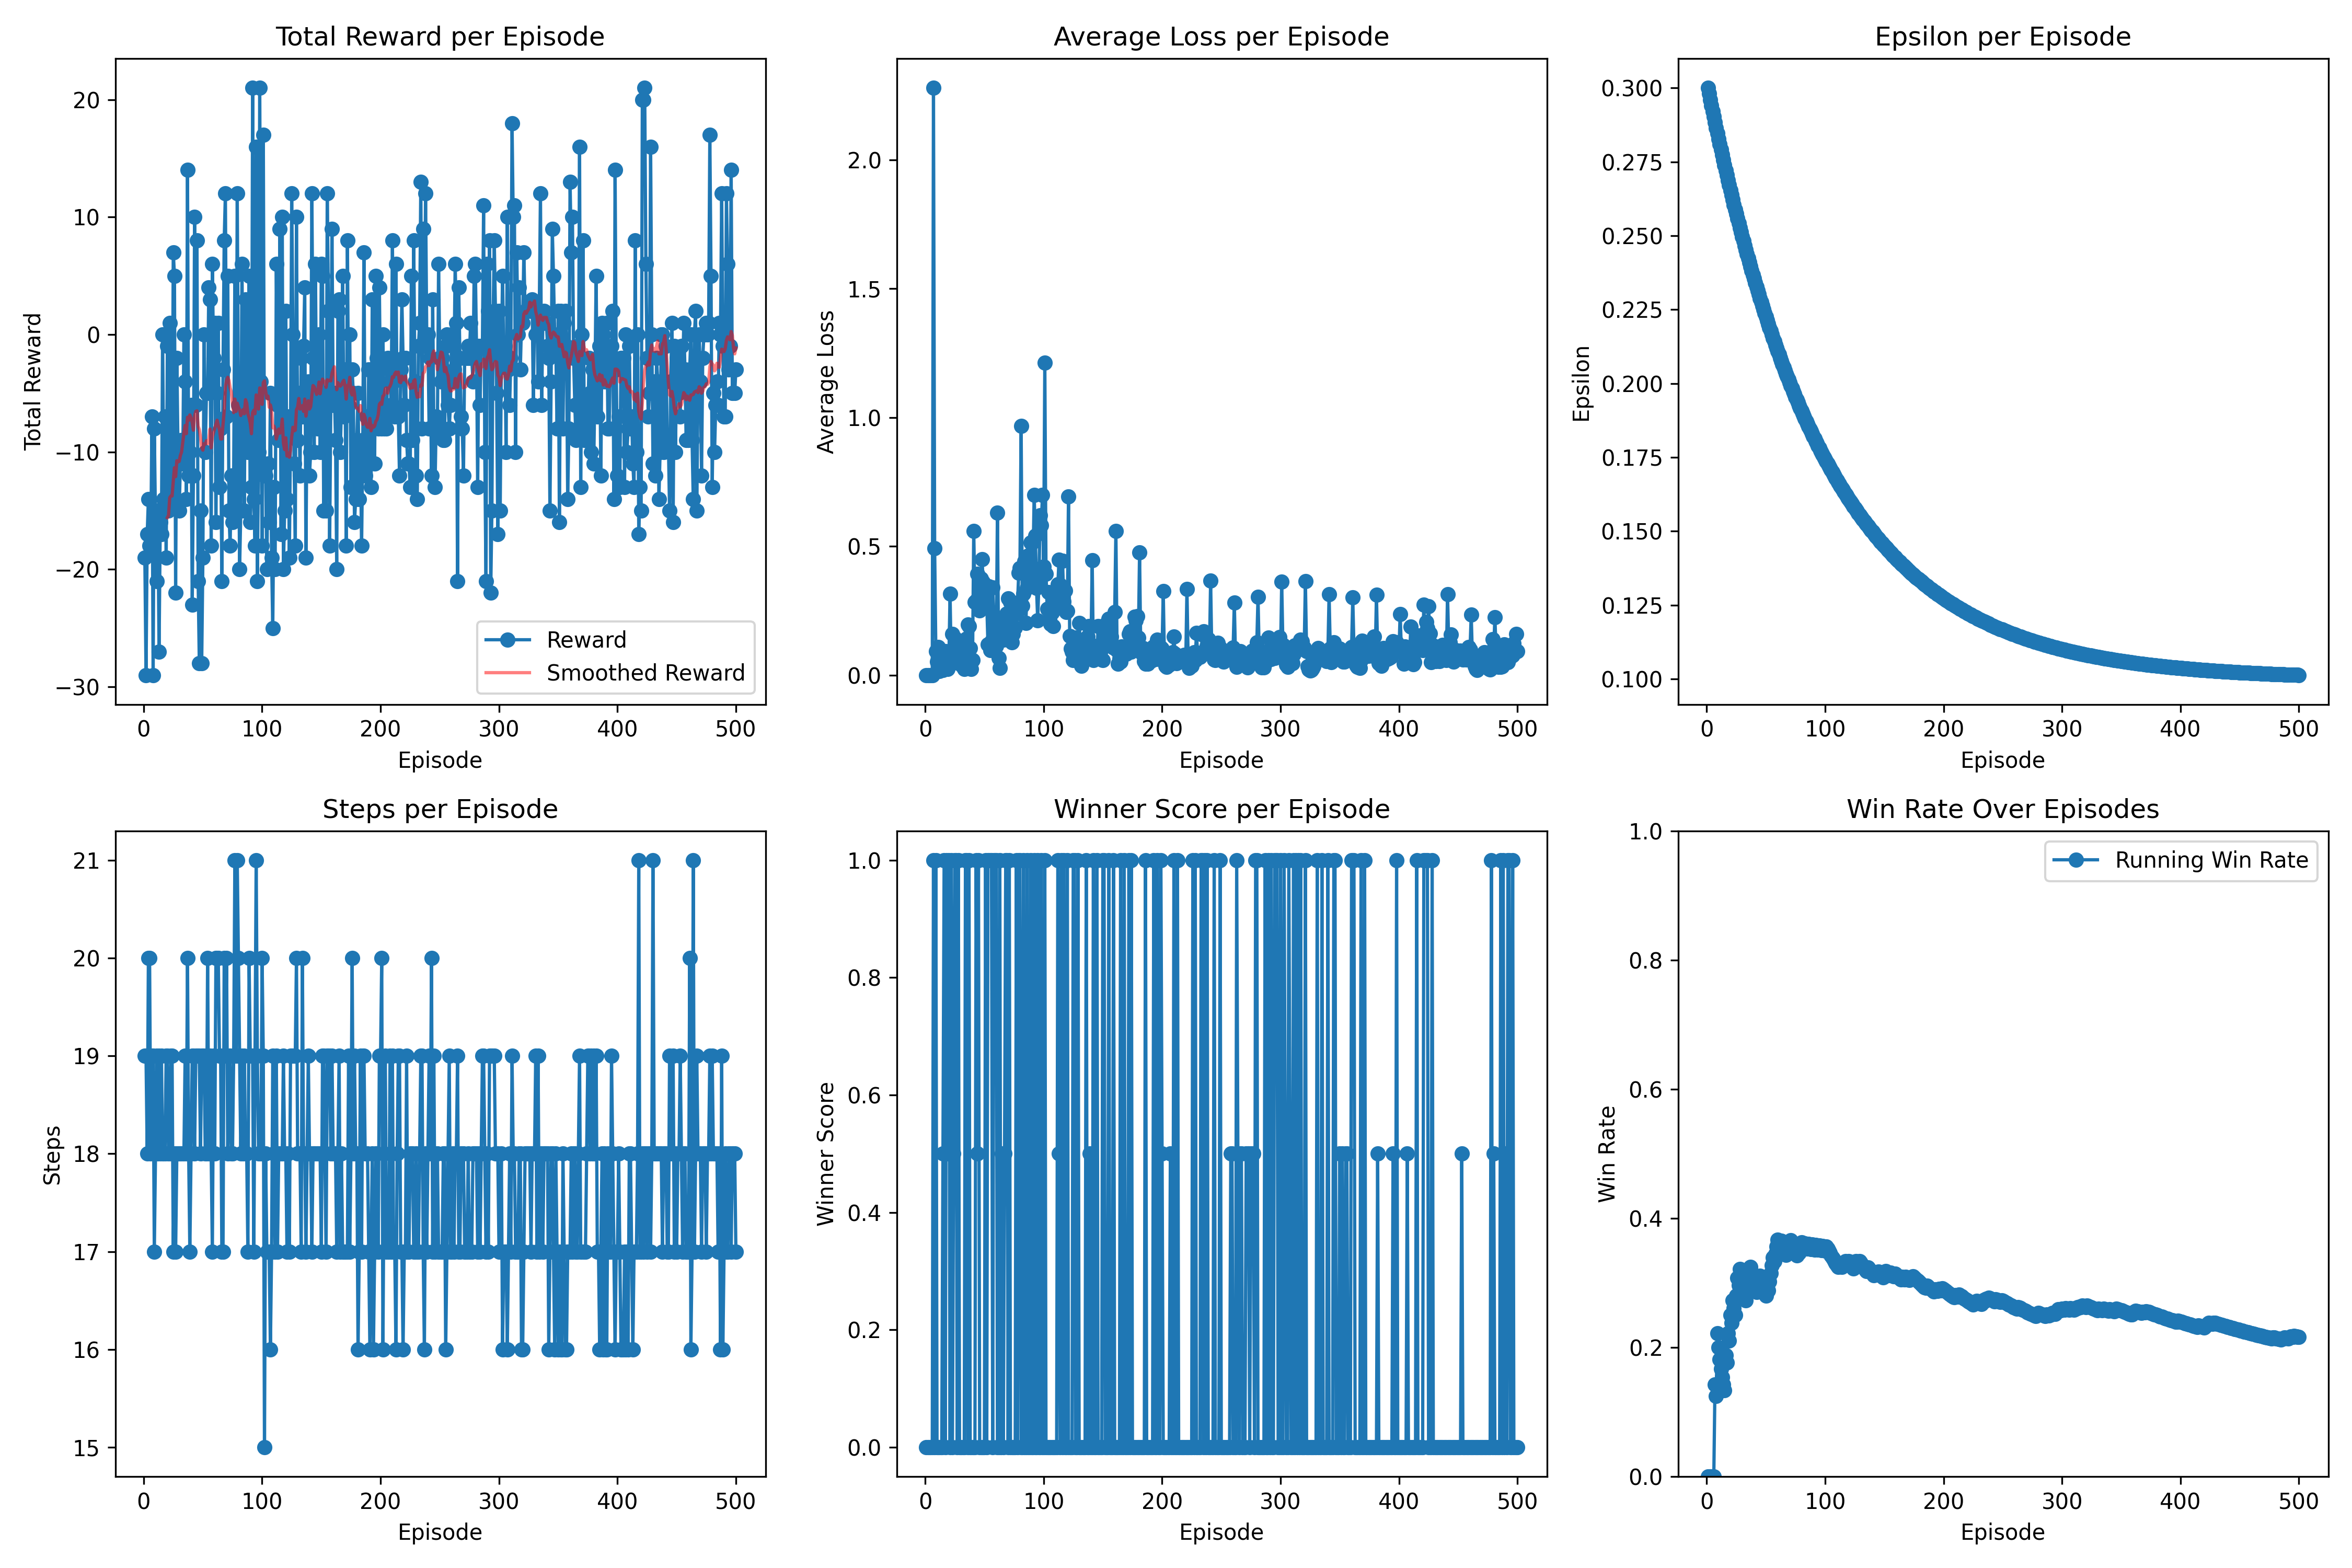 Total Reward per Episode
Total Reward
20
10
0
−10
−20
−30
Reward
Smoothed Reward
0 100 200 300 400 500
Episode
Average Loss per Episode
Average Loss
2.0
1.5
1.0
0.5
0.0
0 100 200 300 400 500
Episode
Epsilon per Episode
Epsilon
0.300
0.275
0.250
0.225
0.200
0.175
0.150
0.125
0.100
0 100 200 300 400 500
Episode
Steps per Episode
Steps
21
20
19
18
17
16
15
0 100 200 300 400 500
Episode
Winner Score per Episode
Winner Score
1.0
0.8
0.6
0.4
0.2
0.0
0 100 200 300 400 500
Episode
Win Rate Over Episodes
Win Rate
1.0
0.8
0.6
0.4
0.2
0.0
Running Win Rate
0 100 200 300 400 500
Episode